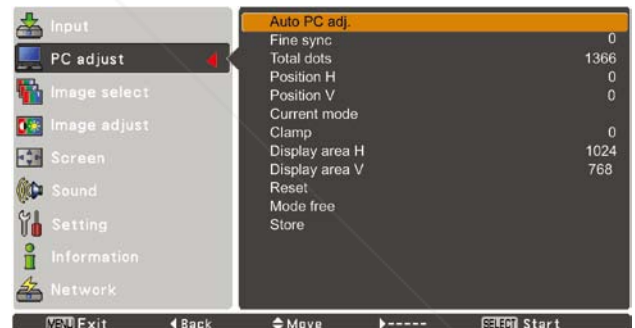 Input
PC adjust
Image select
Image adjust
Screen
Sound
Setting
Information
Network
Auto PC adj.
Fine sync 0
Total dots 1366
Position H 0
Position V 0
Current mode
Clamp 0
Display area H 1024
Display area V 768
Reset
Mode free
Store
MENU Exit ◀Back Move ▶----- SELECT Start